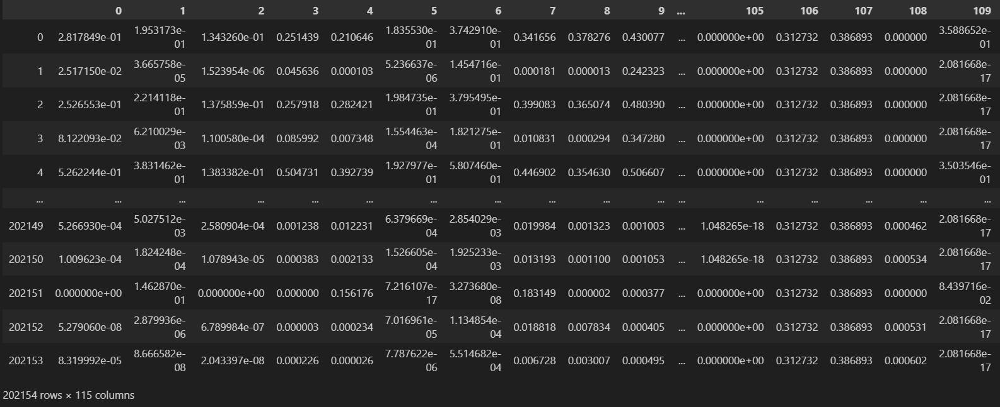 0 1 2 3 4 5 6 7 8 9 ... 105 106 107 108 109
0 2.817849e-01 1.953173e-01 1.343260e-01 0.251439 0.210646 1.835530e-01 3.742910e-01 0.341656 0.378276 0.430077 ... 0.000000e+00 0.312732 0.386893 0.000000 3.588652e-01
1 2.517150e-02 3.665758e-05 1.523954e-06 0.045636 0.000103 5.236637e-06 1.454716e-01 0.000181 0.000013 0.242323 ... 0.000000e+00 0.312732 0.386893 0.000000 2.081668e-17
2 2.526553e-01 2.214118e-01 1.375859e-01 0.257918 0.282421 1.984735e-01 3.795495e-01 0.399083 0.365074 0.480390 ... 0.000000e+00 0.312732 0.386893 0.000000 2.081668e-17
3 8.122093e-02 6.210029e-03 1.100580e-04 0.085992 0.007348 1.554463e-04 1.821275e-01 0.010831 0.000294 0.347280 ... 0.000000e+00 0.312732 0.386893 0.000000 2.081668e-17
4 5.262244e-01 3.831462e-01 1.383382e-01 0.504731 0.392739 1.927977e-01 5.807460e-01 0.446902 0.354630 0.506607 ... 0.000000e+00 0.312732 0.386893 0.000000 3.503546e-01
... ... ... ... ... ... ... ... ... ... ... ... ... ... ... ... ...
202149 5.266930e-04 5.027512e-03 2.580904e-04 0.001238 0.012231 6.379669e-04 2.854029e-03 0.019984 0.001323 0.001003 ... 1.048265e-18 0.312732 0.386893 0.000462 2.081668e-17
202150 1.009623e-04 1.824248e-04 1.078943e-05 0.000383 0.002133 1.526605e-04 1.925233e-03 0.013193 0.001100 0.001053 ... 1.048265e-18 0.312732 0.386893 0.000534 2.081668e-17
202151 0.000000e+00 1.462870e-01 0.000000e+00 0.000000 0.156176 7.216107e-17 3.273680e-08 0.183149 0.000002 0.000377 ... 0.000000e+00 0.312732 0.386893 0.000000 8.439716e-02
202152 5.279060e-08 2.879936e-06 6.789984e-07 0.000003 0.000234 7.016961e-05 1.134854e-04 0.018818 0.007834 0.000405 ... 0.000000e+00 0.312732 0.386893 0.000531 2.081668e-17
202153 8.319992e-05 8.666582e-08 2.043397e-08 0.000226 0.000026 7.787622e-06 5.514682e-04 0.006728 0.003007 0.000495 ... 0.000000e+00 0.312732 0.386893 0.000602 2.081668e-17
202154 rows × 115 columns